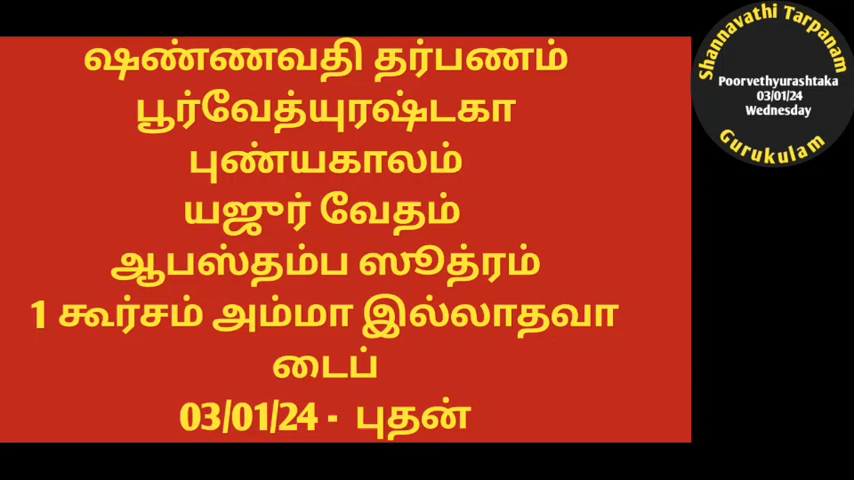 ஷண்ணவதி தர்பணம்
பூர்வேத்யுரஷ்டகா
புண்யகாலம்
யஜுர் வேதம்
ஆபஸ்தம்ப ஸூத்ரம்
1 கூர்சம் அம்மா இல்லாதவா
டைப்
03/01/24 - புதன்
Shannavathi Tarpanam
Poorvethyurashtaka
03/01/24
Wednesday
Gurukulam